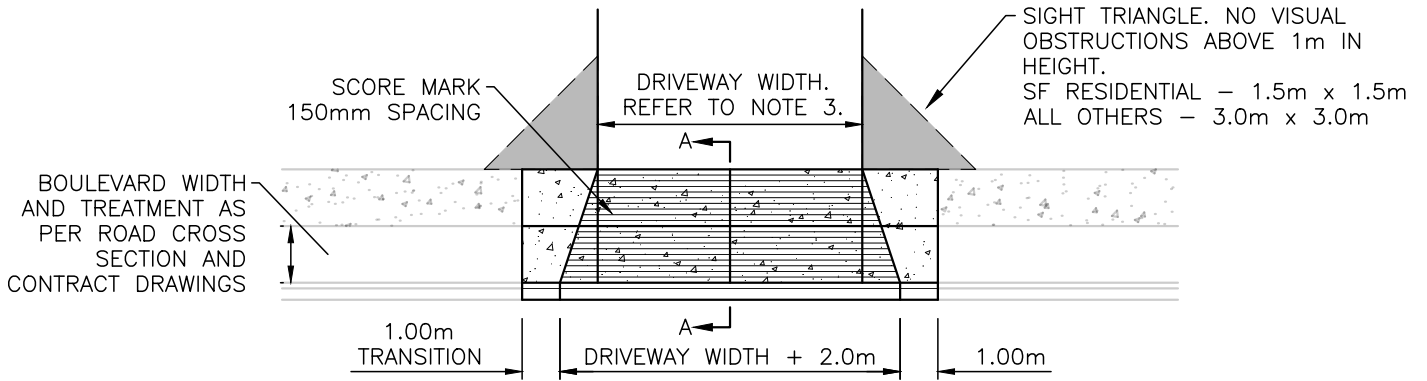 SIGHT TRIANGLE. NO VISUAL
OBSTRUCTIONS ABOVE 1m IN
HEIGHT.
SF RESIDENTIAL – 1.5m x 1.5m
ALL OTHERS – 3.0m x 3.0m
SCORE MARK
150mm SPACING
DRIVEWAY WIDTH.
REFER TO NOTE 3.
A
BOULEVARD WIDTH
AND TREATMENT AS
PER ROAD CROSS
SECTION AND
CONTRACT DRAWINGS
A
1.00m
TRANSITION
DRIVEWAY WIDTH + 2.0m
1.00m